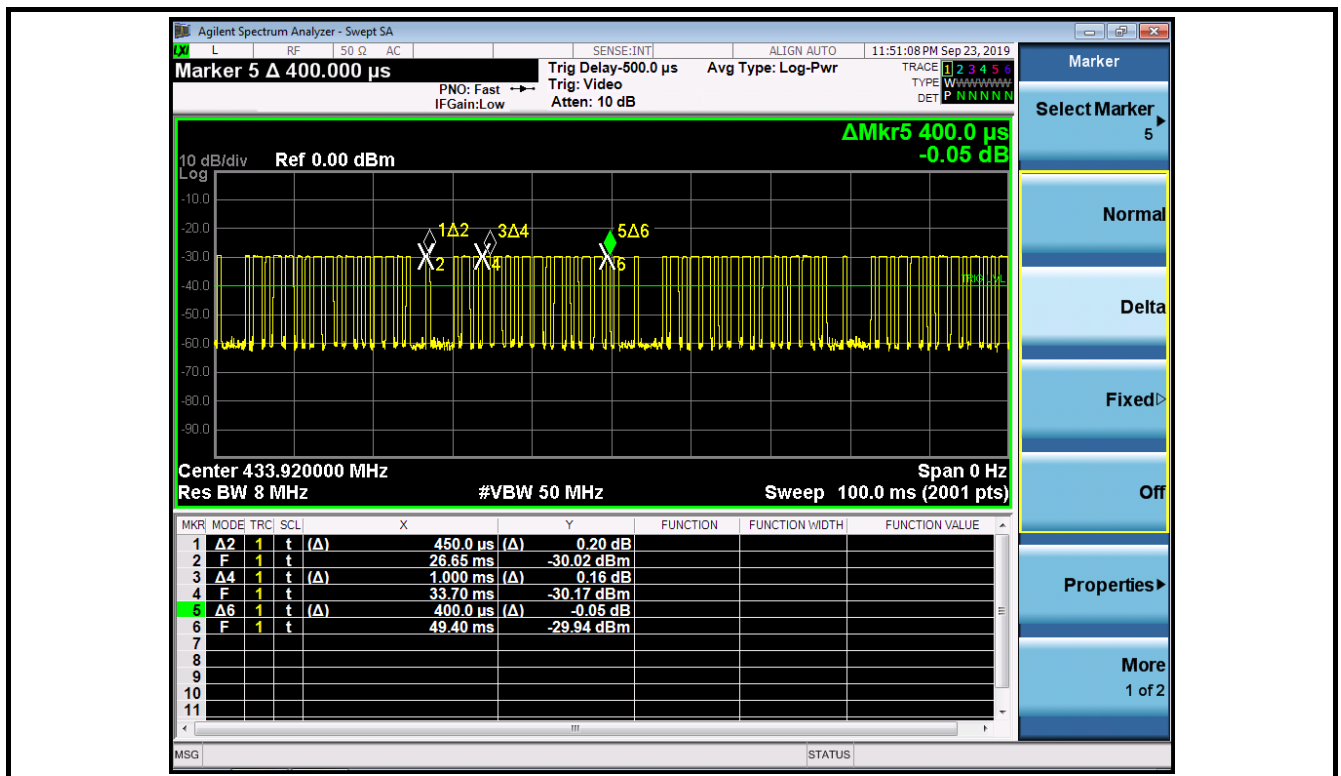 Agilent Spectrum Analyzer - Swept SA
LXI L RF 50 Ω AC SENSE:INT ALIGN AUTO 11:51:08 PM Sep 23, 2019
Marker 5 Δ 400.000 µs
PNO: Fast
IFGain:Low
Trig Delay-500.0 µs
Trig: Video
Atten: 10 dB
Avg Type: Log-Pwr
TRACE 1 2 3 4 5 6
TYPE WWWWWW
DET P N N N N N
ΔMkr5 400.0 µs
-0.05 dB
10 dB/div Ref 0.00 dBm
Log
-10.0
-20.0
-30.0
-40.0
-50.0
-60.0
-70.0
-80.0
-90.0
1Δ2 3Δ4 5Δ6
2 4 6
Center 433.920000 MHz Span 0 Hz
Res BW 8 MHz #VBW 50 MHz Sweep 100.0 ms (2001 pts)
MKR MODE TRC SCL X Y FUNCTION FUNCTION WIDTH FUNCTION VALUE
1 Δ2 1 t (Δ) 450.0 µs (Δ) 0.20 dB
2 F 1 t 26.65 ms -30.02 dBm
3 Δ4 1 t (Δ) 1.000 ms (Δ) 0.16 dB
4 F 1 t 33.70 ms -30.17 dBm
5 Δ6 1 t (Δ) 400.0 µs (Δ) -0.05 dB
6 F 1 t 49.40 ms -29.94 dBm
7
8
9
10
11
MSG STATUS
Marker
Select Marker
5
Normal
Delta
Fixed
Off
Properties
More
1 of 2